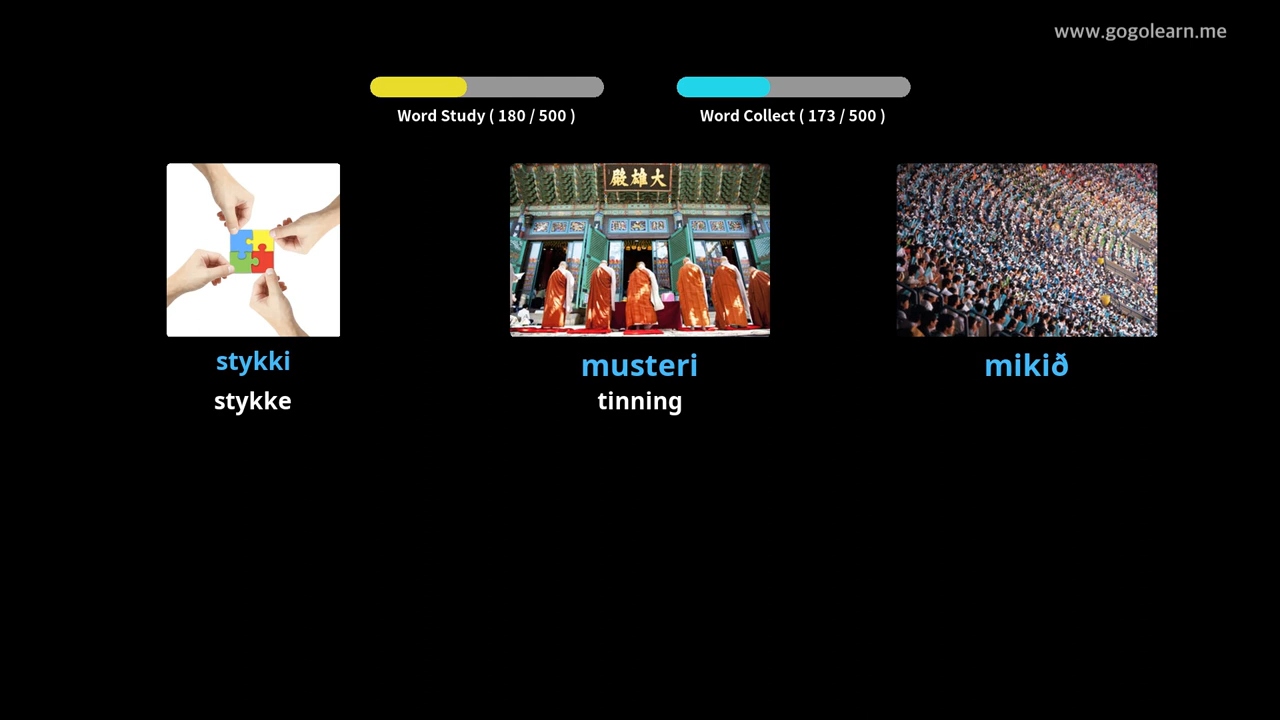 www.gogolearn.me
Word Study ( 180 / 500 )
Word Collect ( 173 / 500 )
殿雄大
stykki
musteri
mikið
stykke
tinning